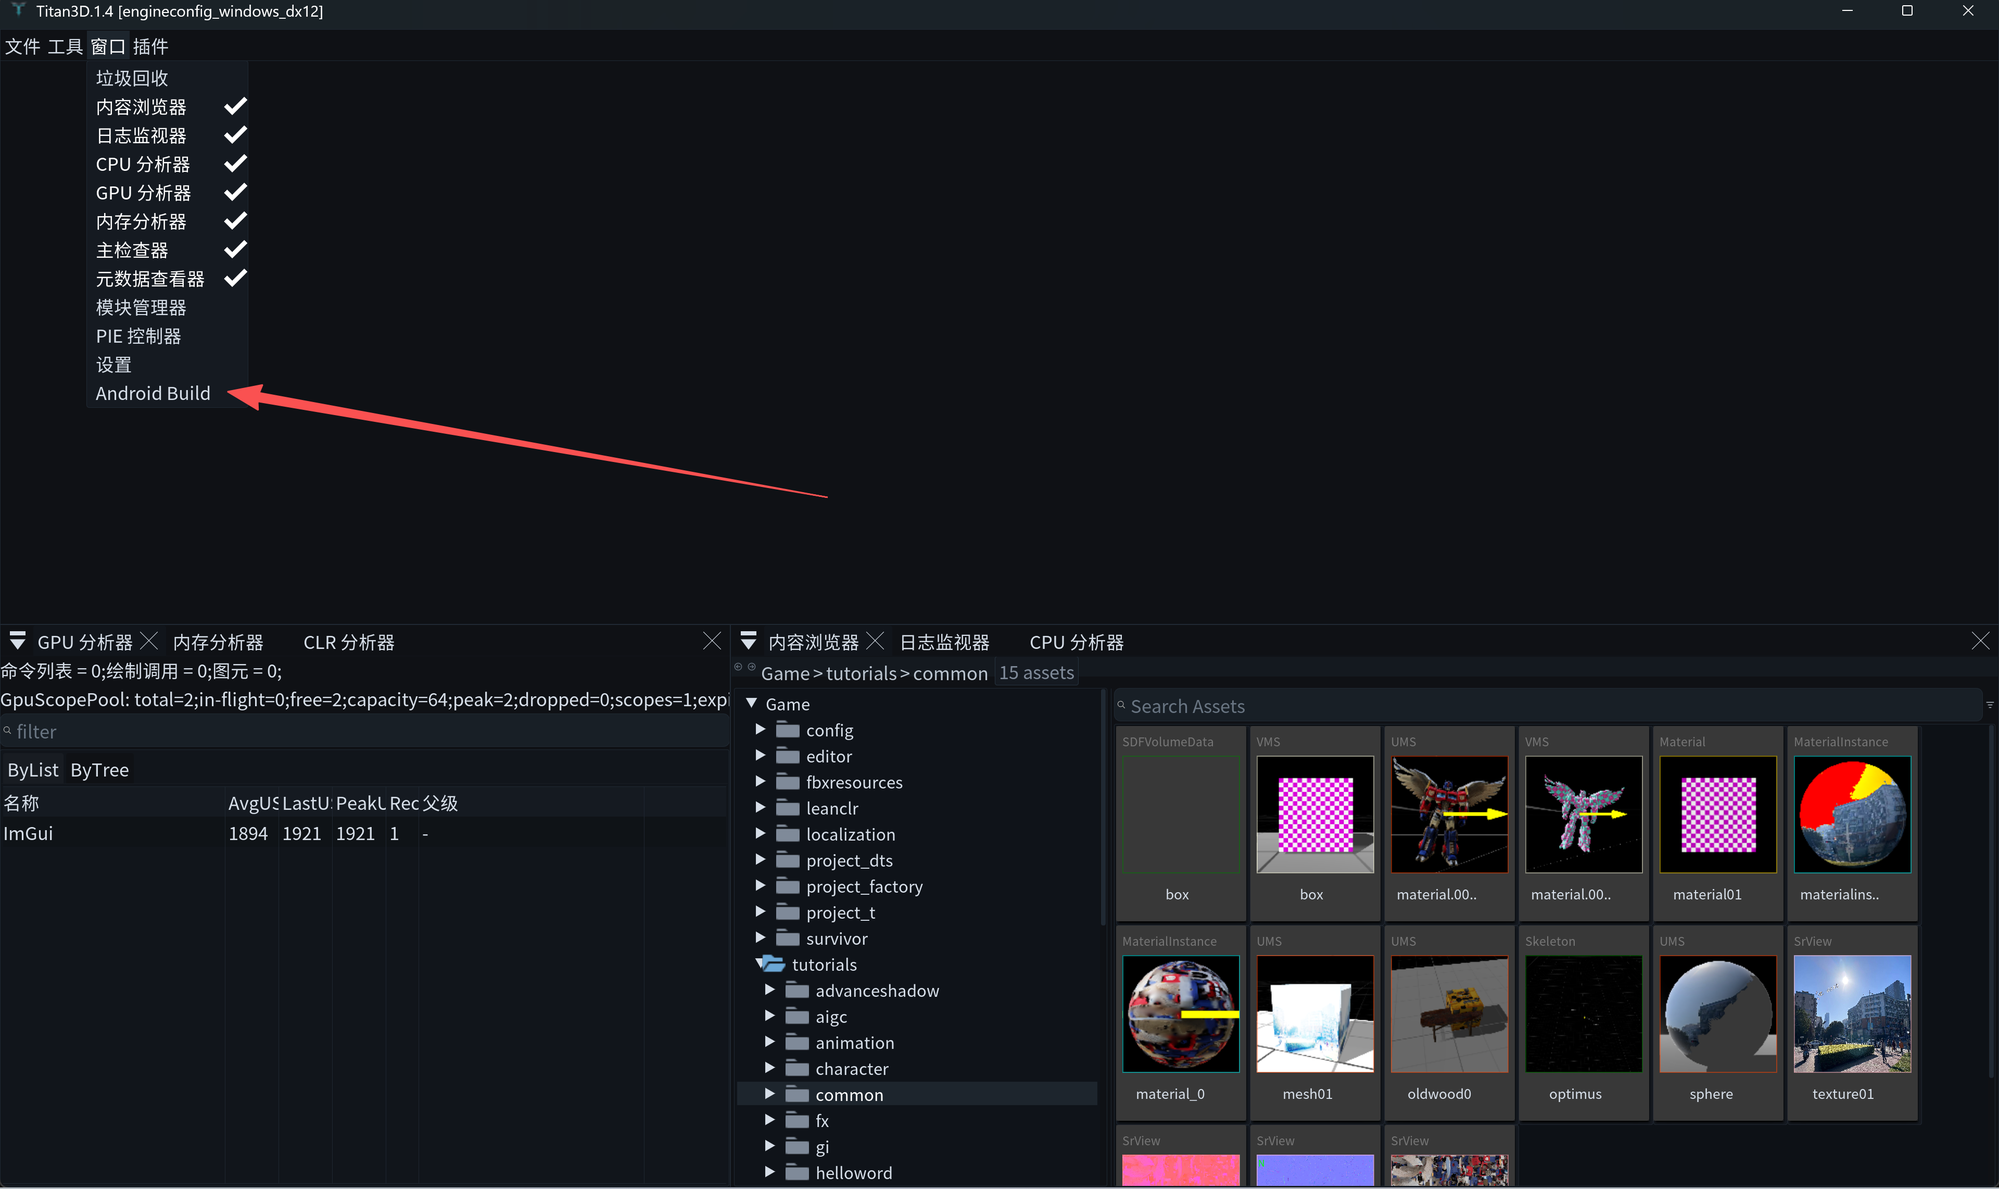 Titan3D.1.4 [engineconfig_windows_dx12]
文件 工具 窗口 插件
垃圾回收
内容浏览器
日志监视器
CPU 分析器
GPU 分析器
内存分析器
主检查器
元数据查看器
模块管理器
PIE 控制器
设置
Android Build
GPU 分析器 内存分析器 CLR 分析器
命令列表 = 0;绘制调用 = 0;图元 = 0;
GpuScopePool: total=2;in-flight=0;free=2;capacity=64;peak=2;dropped=0;scopes=1;expi
filter
ByList ByTree
名称 AvgUS LastU PeakU Rec 父级
ImGui 1894 1921 1921 1 -
内容浏览器 日志监视器 CPU 分析器
Game > tutorials > common 15 assets
Game
config
editor
fbxresources
leanclr
localization
project_dts
project_factory
project_t
survivor
tutorials
advanceshadow
aigc
animation
character
common
fx
gi
helloword
Search Assets
SDFVolumeData VMS UMS VMS Material MaterialInstance
box box material.00.. material.00.. material01 materialins..
MaterialInstance UMS UMS Skeleton UMS SrView
material_0 mesh01 oldwood0 optimus sphere texture01
SrView SrView SrView